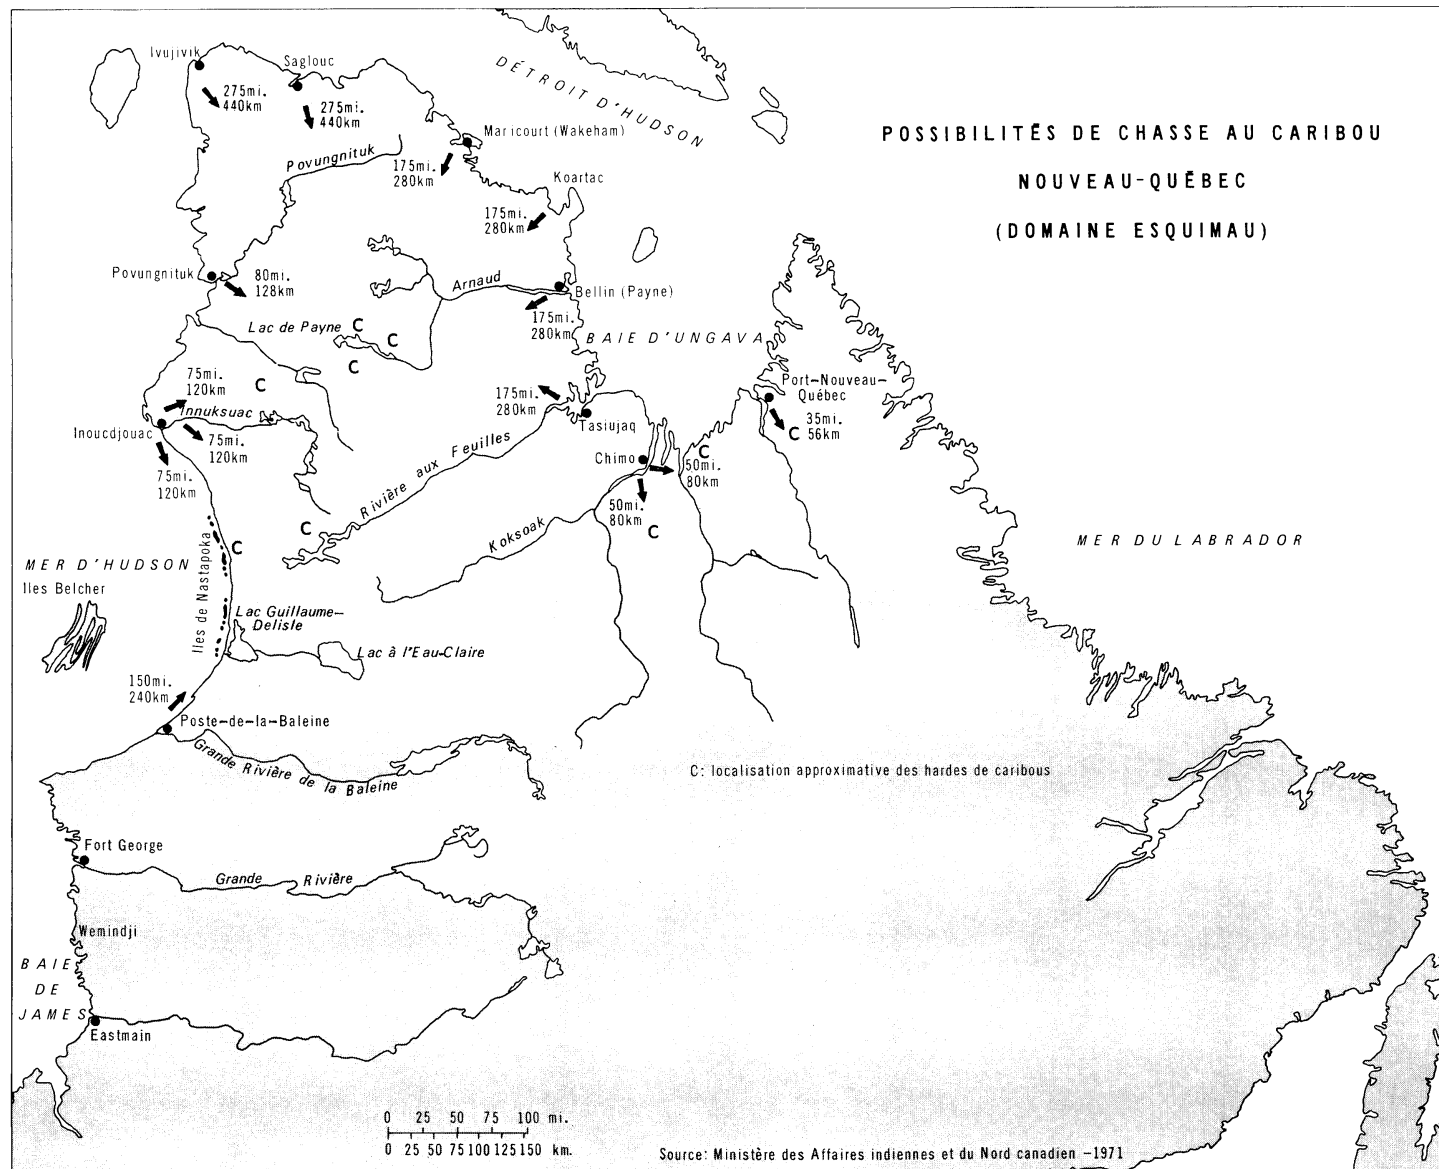 POSSIBILITÉS DE CHASSE AU CARIBOU
NOUVEAU-QUÉBEC
(DOMAINE ESQUIMAU)
Ivujivik
275mi.
440km
Saglouc
275mi.
440km
DÉTROIT D'HUDSON
Maricourt (Wakeham)
175mi.
280km
Povungnituk
Koartac
175mi.
280km
Povungnituk
80mi.
128km
Arnaud
Bellin (Payne)
175mi.
280km
Lac de Payne
C
C
C
C
BAIE D'UNGAVA
75mi.
120km
Innuksuac
Inoucdjouac
75mi.
120km
75mi.
120km
175mi.
280km
Tasiujaq
Rivière aux Feuilles
Port-Nouveau-
Québec
35mi.
56km
C
Chimo
C
50mi.
80km
50mi.
80km
C
Koksoak
C
C
MER D'HUDSON
Iles Belcher
Iles de Nastapoka
MER DU LABRADOR
Lac Guillaume-
Delisle
Lac à l'Eau-Claire
150mi.
240km
Poste-de-la-Baleine
Grande Rivière de la Baleine
C: localisation approximative des hardes de caribous
Fort George
Grande Rivière
Wemindji
BAIE
DE
JAMES
Eastmain
0 25 50 75 100 mi.
0 25 50 75 100 125 150 km.
Source: Ministère des Affaires indiennes et du Nord canadien -1971